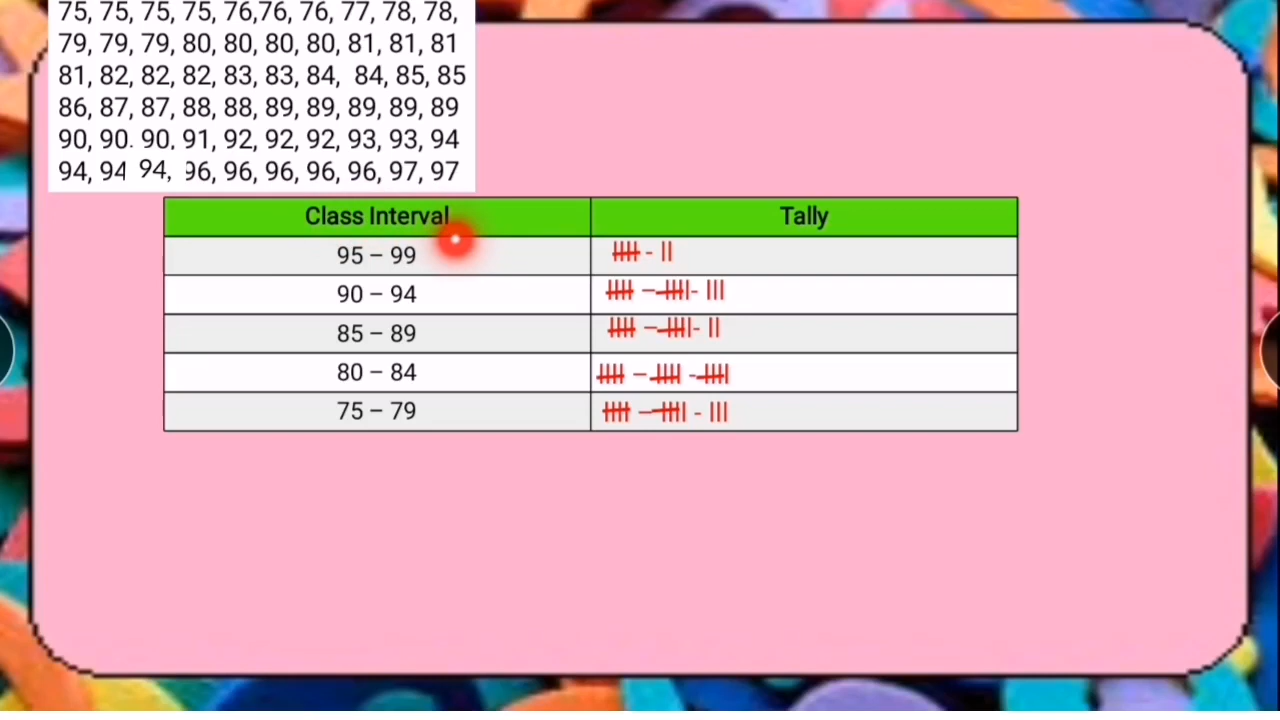 75, 75, 75, 75, 76,76, 76, 77, 78, 78,
79, 79, 79, 80, 80, 80, 80, 81, 81, 81
81, 82, 82, 82, 83, 83, 84, 84, 85, 85
86, 87, 87, 88, 88, 89, 89, 89, 89, 89
90, 90. 90, 91, 92, 92, 92, 93, 93, 94
94, 94 94, 96, 96, 96, 96, 96, 97, 97
Class Interval Tally
95 – 99
90 – 94
85 – 89
80 – 84
75 – 79